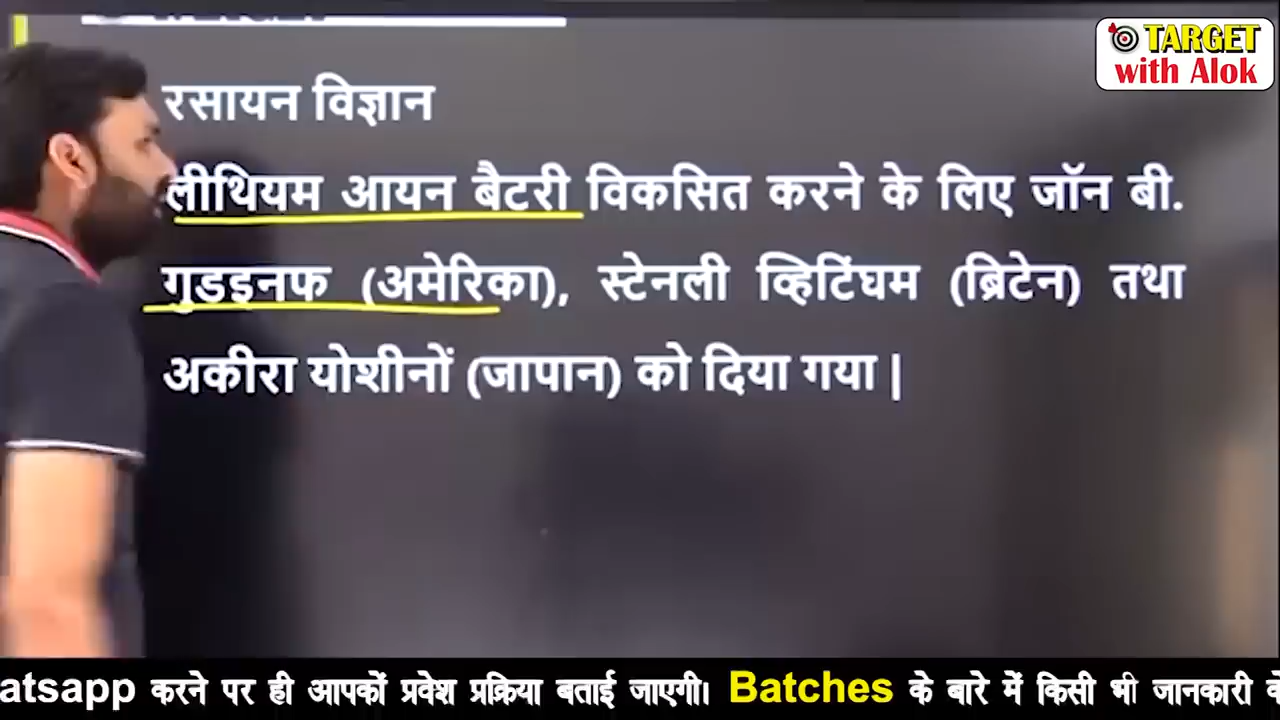 TARGET
with Alok
रसायन विज्ञान
लीथियम आयन बैटरी विकसित करने के लिए जॉन बी.
गुडइनफ (अमेरिका), स्टेनली व्हिटिंघम (ब्रिटेन) तथा
अकीरा योशीनों (जापान) को दिया गया |
atsapp करने पर ही आपकों प्रवेश प्रक्रिया बताई जाएगी। Batches के बारे में किसी भी जानकारी के